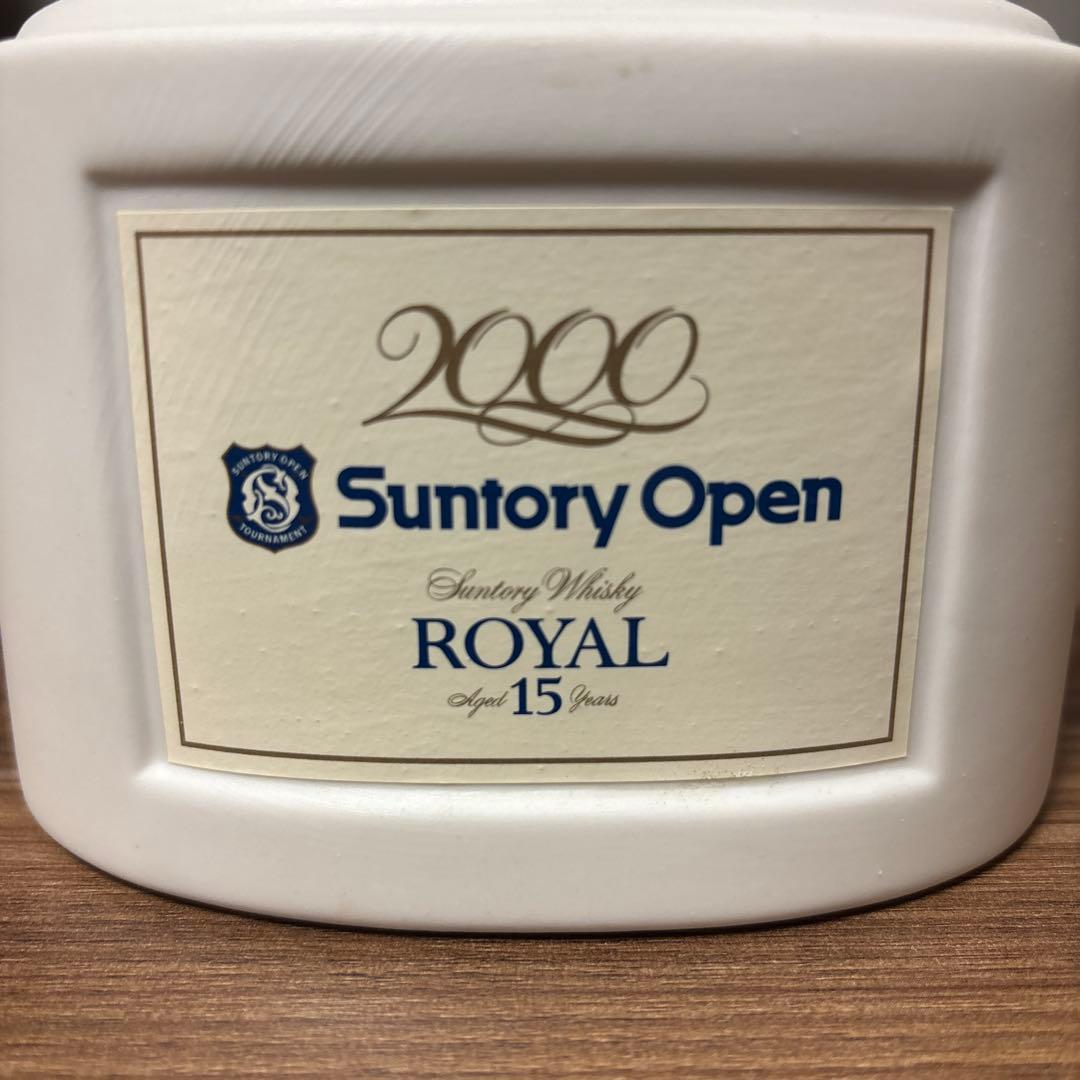 2000
SUNTORY OPEN
TOURNAMENT
Suntory Open
Suntory Whisky
ROYAL
Aged 15 Years